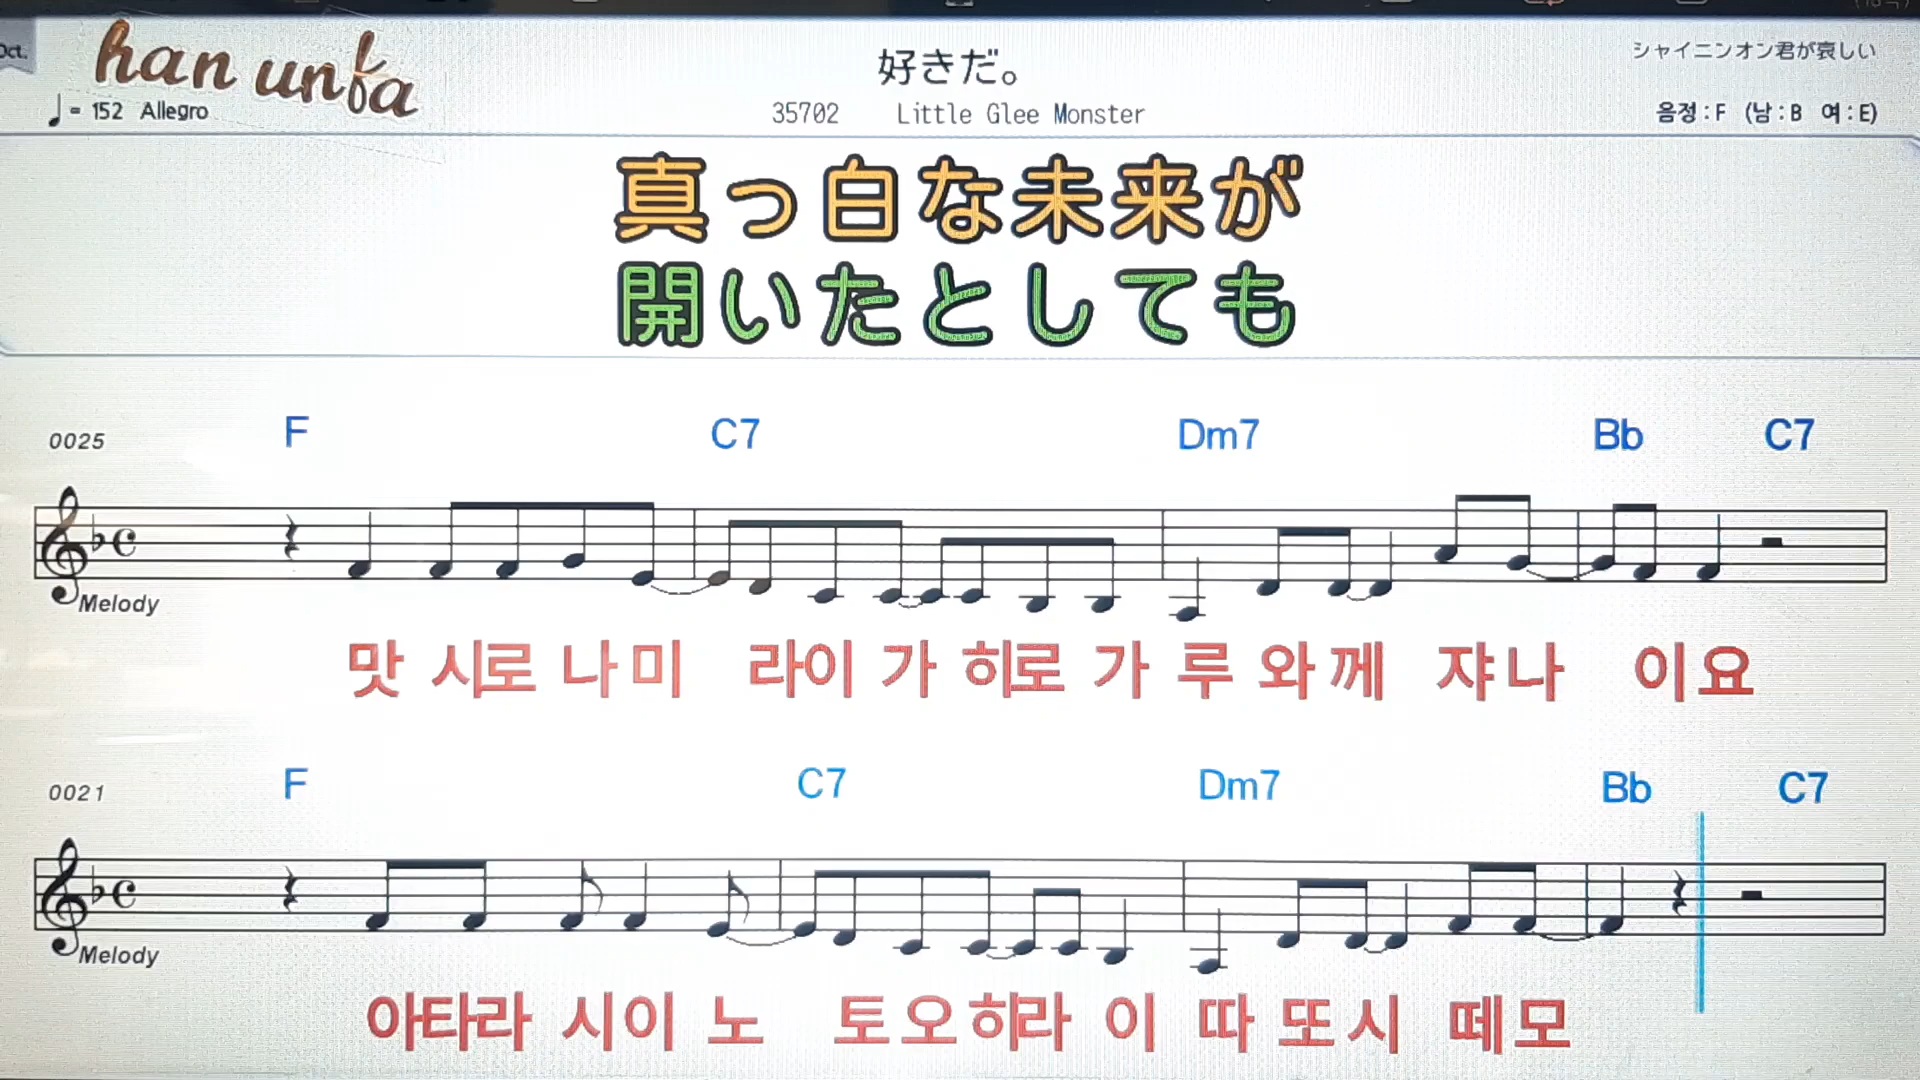 Oct.
han unfa
♩= 152 Allegro
好きだ。
35702 Little Glee Monster
シャイニンオン君が哀しい
음정 : F (남 : B 여 : E)
真っ白な未来が
開いたとしても
0025
F C7 Dm7 Bb C7
Melody
맛 시로 나 미 라이 가 히로 가 루 와 께 쟈 나 이 요
0021
F C7 Dm7 Bb C7
Melody
아타라 시 이 노 토 오 히라 이 따 또 시 떼 모